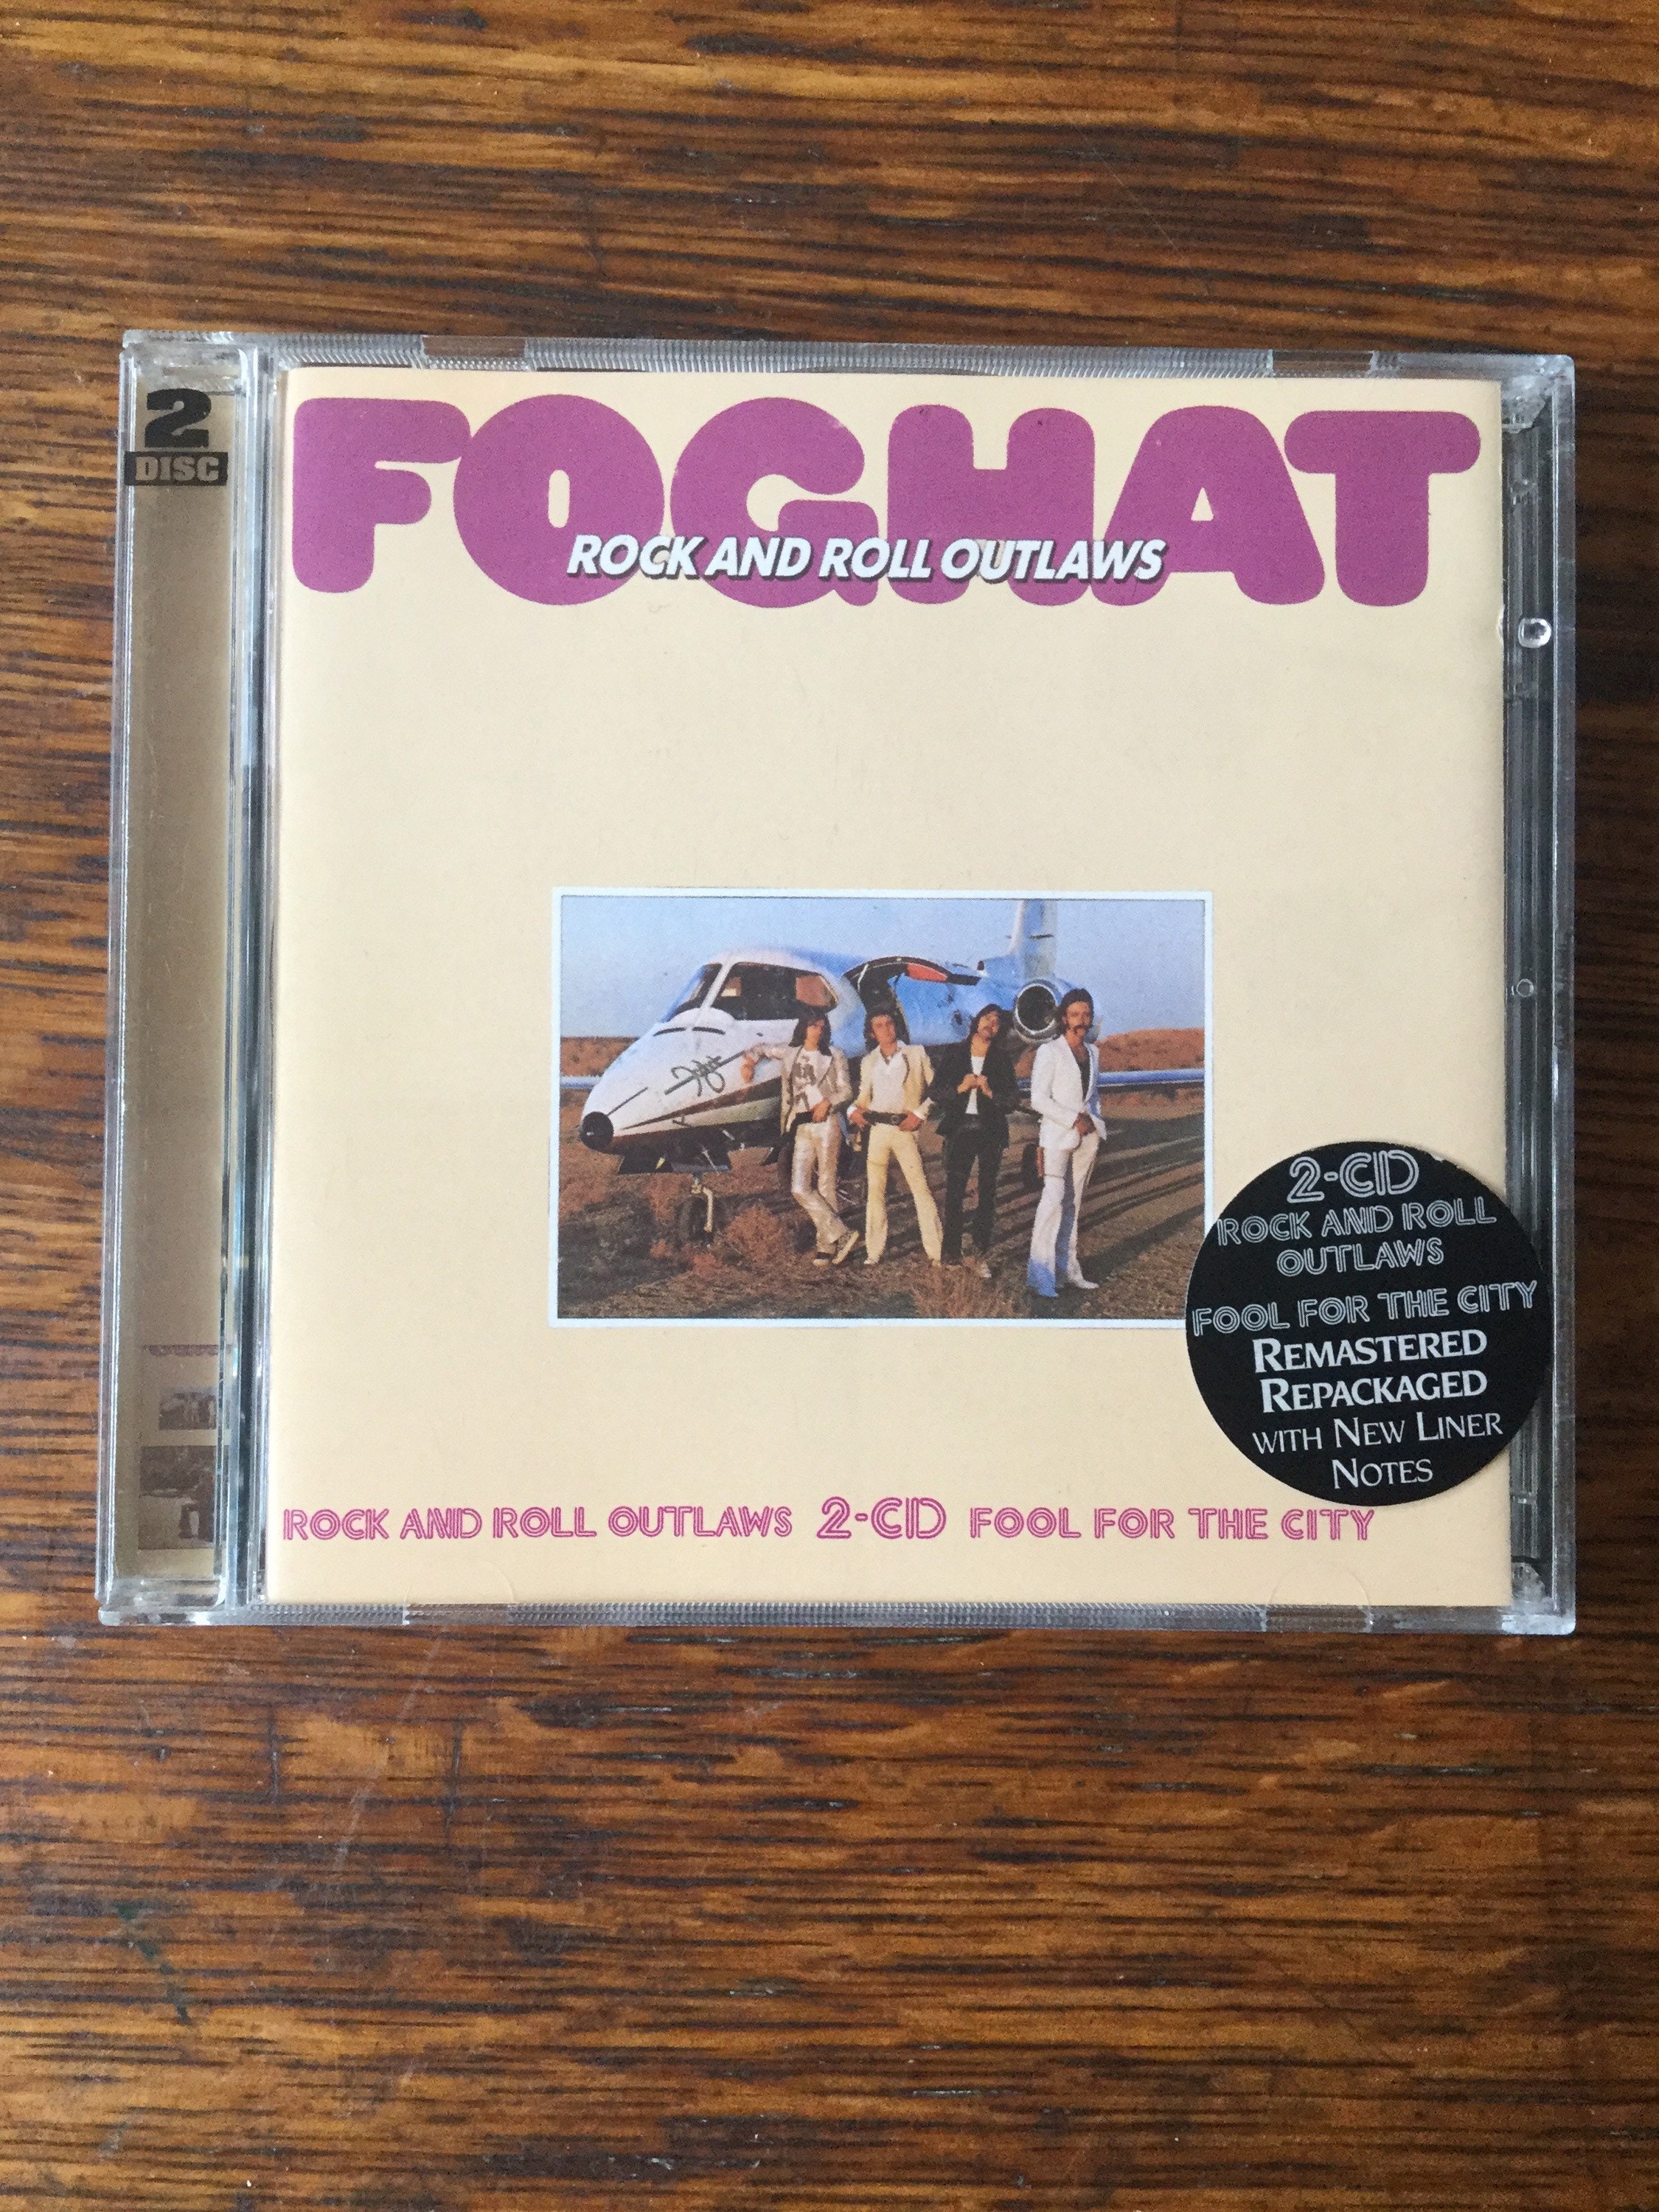 2
DISC
FOGHAT
ROCK AND ROLL OUTLAWS
2-CD
ROCK AND ROLL
OUTLAWS
FOOL FOR THE CITY
REMASTERED
REPACKAGED
WITH NEW LINER
NOTES
ROCK AND ROLL OUTLAWS 2-CD FOOL FOR THE CITY